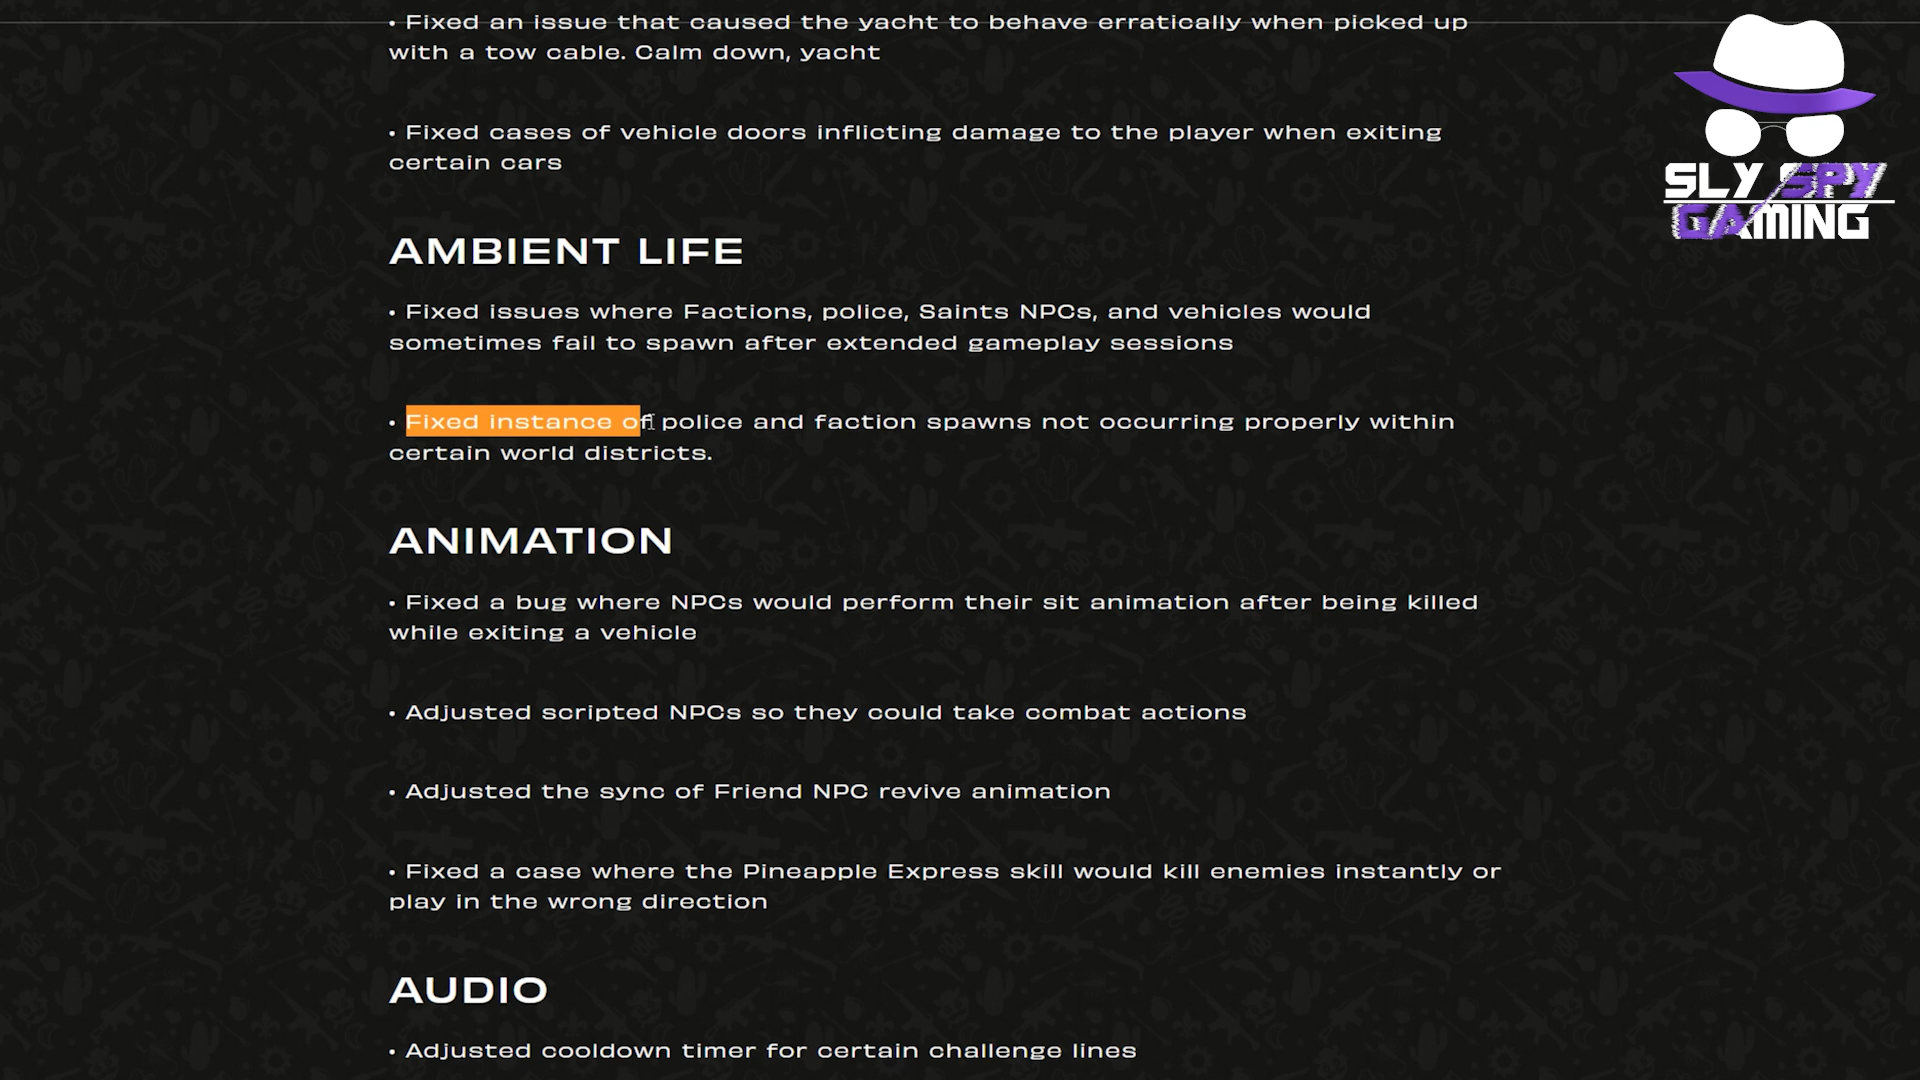 • Fixed an issue that caused the yacht to behave erratically when picked up
with a tow cable. Calm down, yacht
• Fixed cases of vehicle doors inflicting damage to the player when exiting
certain cars
SLY SPY
GAMING
AMBIENT LIFE
• Fixed issues where Factions, police, Saints NPCs, and vehicles would
sometimes fail to spawn after extended gameplay sessions
• Fixed instance of police and faction spawns not occurring properly within
certain world districts.
ANIMATION
• Fixed a bug where NPCs would perform their sit animation after being killed
while exiting a vehicle
• Adjusted scripted NPCs so they could take combat actions
• Adjusted the sync of Friend NPC revive animation
• Fixed a case where the Pineapple Express skill would kill enemies instantly or
play in the wrong direction
AUDIO
• Adjusted cooldown timer for certain challenge lines